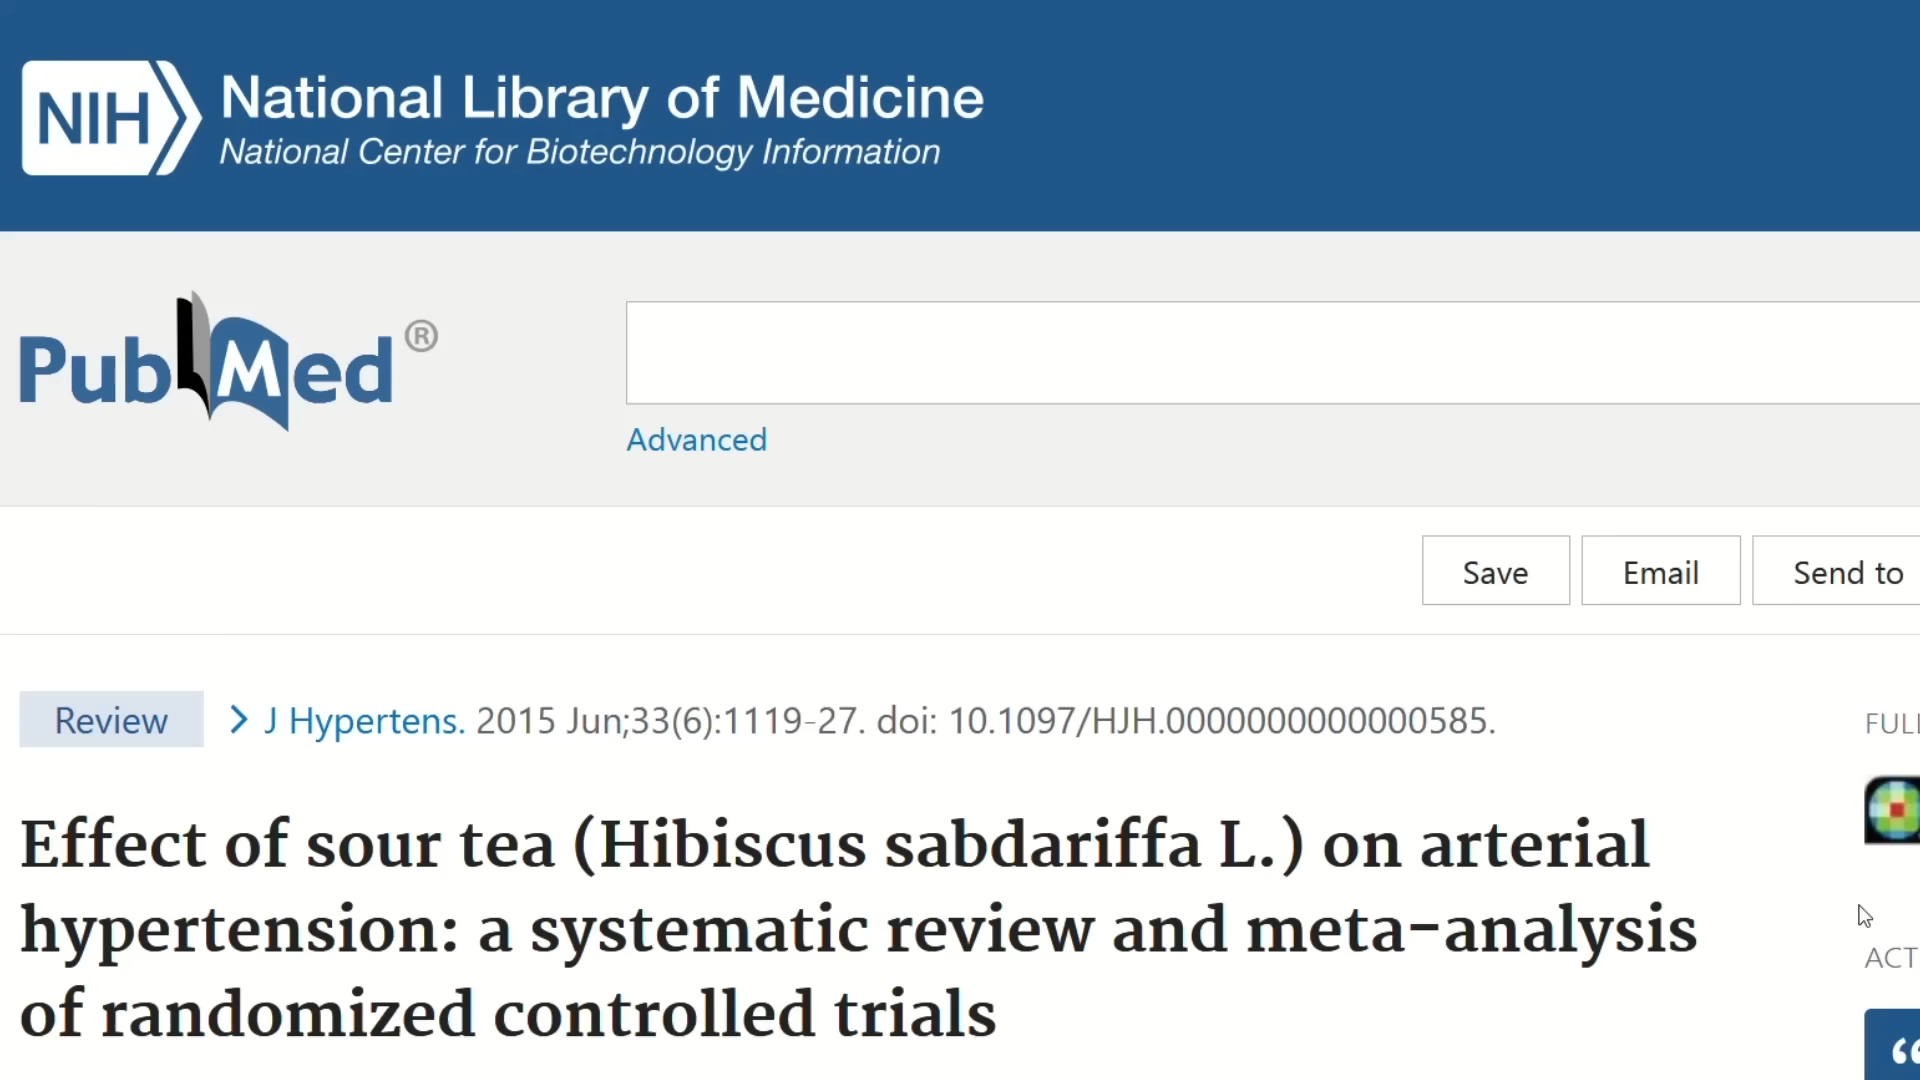 NIH National Library of Medicine
National Center for Biotechnology Information
PubMed®
Advanced
Save Email Send to
Review J Hypertens. 2015 Jun;33(6):1119-27. doi: 10.1097/HJH.0000000000000585.
FULL
Effect of sour tea (Hibiscus sabdariffa L.) on arterial
hypertension: a systematic review and meta-analysis
of randomized controlled trials
ACT